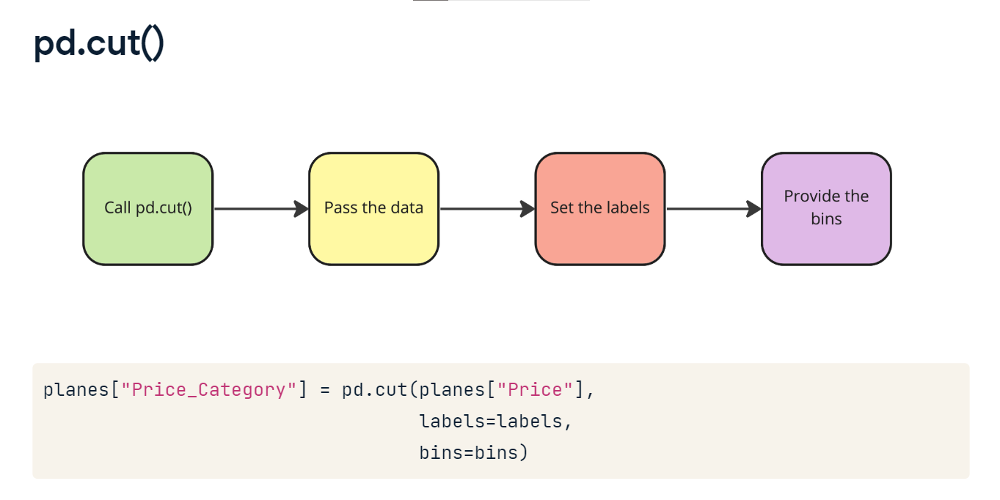 pd.cut()
Call pd.cut()
Pass the data
Set the labels
Provide the
bins
planes["Price_Category"] = pd.cut(planes["Price"],
labels=labels,
bins=bins)